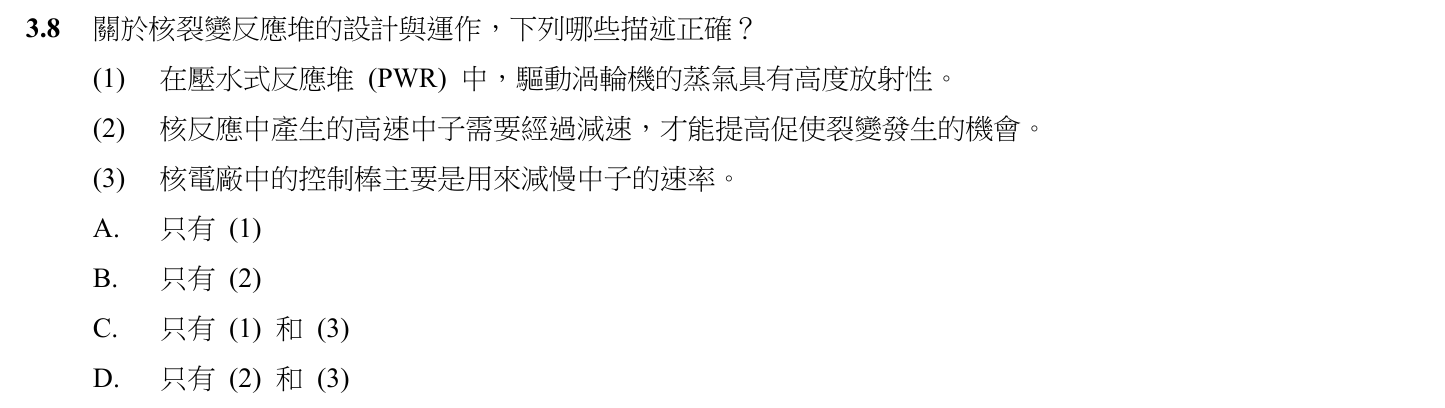 3.8 關於核裂變反應堆的設計與運作，下列哪些描述正確？
(1) 在壓水式反應堆 (PWR) 中，驅動渦輪機的蒸氣具有高度放射性。
(2) 核反應中產生的高速中子需要經過減速，才能提高促使裂變發生的機會。
(3) 核電廠中的控制棒主要是用來減慢中子的速率。
A. 只有 (1)
B. 只有 (2)
C. 只有 (1) 和 (3)
D. 只有 (2) 和 (3)